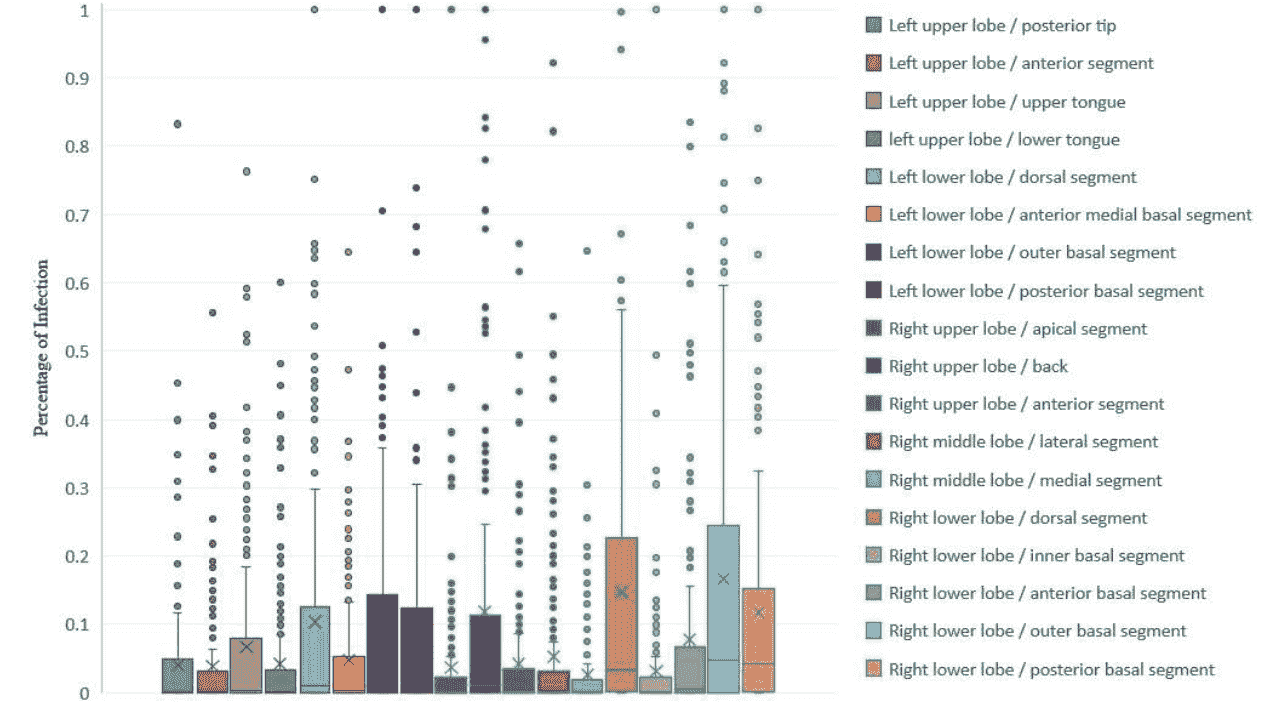 1
0.9
0.8
0.7
0.6
0.5
0.4
0.3
0.2
0.1
0
Percentage of Infection
Left upper lobe / posterior tip
Left upper lobe / anterior segment
Left upper lobe / upper tongue
left upper lobe / lower tongue
Left lower lobe / dorsal segment
Left lower lobe / anterior medial basal segment
Left lower lobe / outer basal segment
Left lower lobe / posterior basal segment
Right upper lobe / apical segment
Right upper lobe / back
Right upper lobe / anterior segment
Right middle lobe / lateral segment
Right middle lobe / medial segment
Right lower lobe / dorsal segment
Right lower lobe / inner basal segment
Right lower lobe / anterior basal segment
Right lower lobe / outer basal segment
Right lower lobe / posterior basal segment